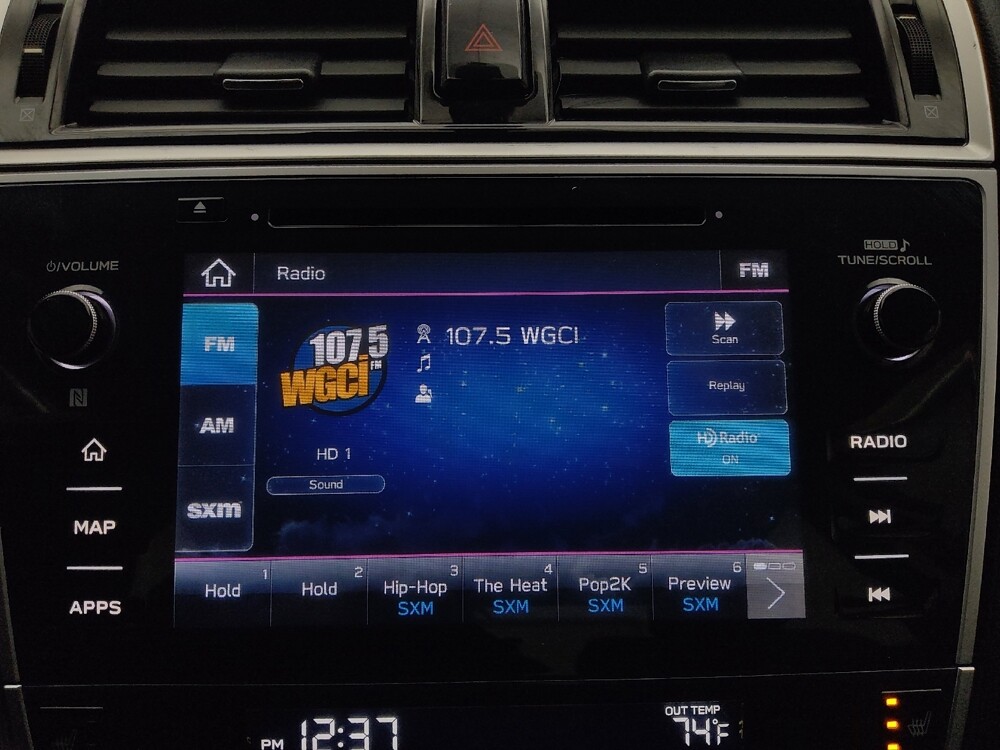 ⏻/VOLUME
HOLD♪
TUNE/SCROLL
Radio
FM
FM
AM
sxm
107.5
FM
WGCI
107.5 WGCI
HD 1
Sound
Scan
Replay
HD Radio
ON
MAP
APPS
RADIO
Hold 1
Hold 2
Hip-Hop 3
SXM
The Heat 4
SXM
Pop2K 5
SXM
Preview 6
SXM
PM 12:37
OUT TEMP
74°F